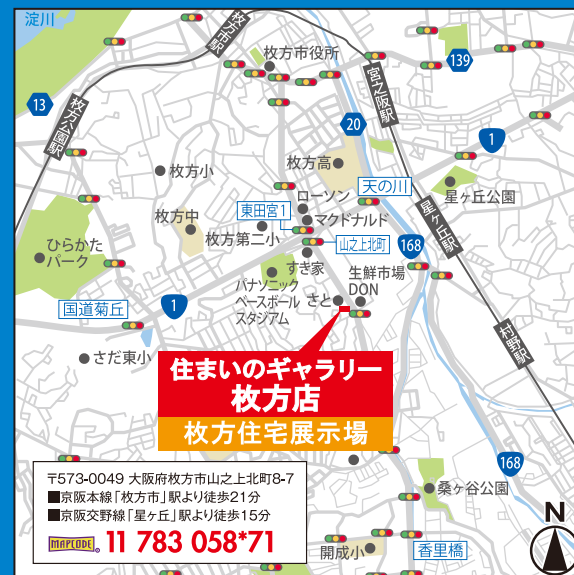 淀川
枚方市駅
枚方市役所
139
宮之阪駅
13
枚方公園駅
20
1
枚方小
枚方高
天の川
星ヶ丘公園
ローソン
東田宮1
マクドナルド
枚方中
枚方第二小
山之上北町
168
星ヶ丘駅
ひらかた
パーク
すき家
生鮮市場
DON
パナソニック
ベースボール
スタジアム
さと
国道菊丘
1
さだ東小
村野駅
住まいのギャラリー
枚方店
枚方住宅展示場
168
〒573-0049 大阪府枚方市山之上北町8-7
■京阪本線「枚方市」駅より徒歩21分
■京阪交野線「星ヶ丘」駅より徒歩15分
MAPCODE® 11 783 058*71
桑ヶ谷公園
開成小
香里橋
N